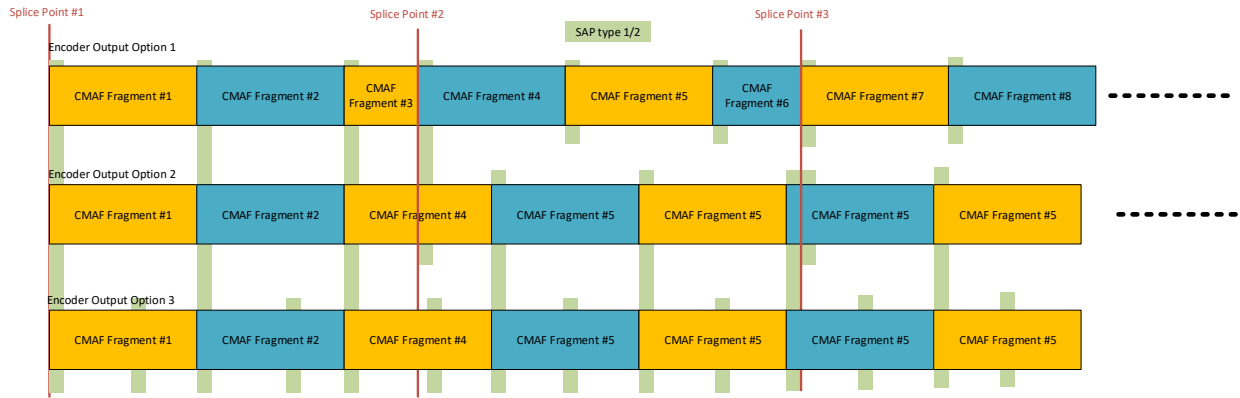 Splice Point #1
Splice Point #2
Splice Point #3
SAP type 1/2
Encoder Output Option 1
CMAF Fragment #1
CMAF Fragment #2
CMAF
Fragment #3
CMAF Fragment #4
CMAF Fragment #5
CMAF
Fragment #6
CMAF Fragment #7
CMAF Fragment #8
Encoder Output Option 2
CMAF Fragment #1
CMAF Fragment #2
CMAF Fragment #4
CMAF Fragment #5
CMAF Fragment #5
CMAF Fragment #5
CMAF Fragment #5
Encoder Output Option 3
CMAF Fragment #1
CMAF Fragment #2
CMAF Fragment #4
CMAF Fragment #5
CMAF Fragment #5
CMAF Fragment #5
CMAF Fragment #5